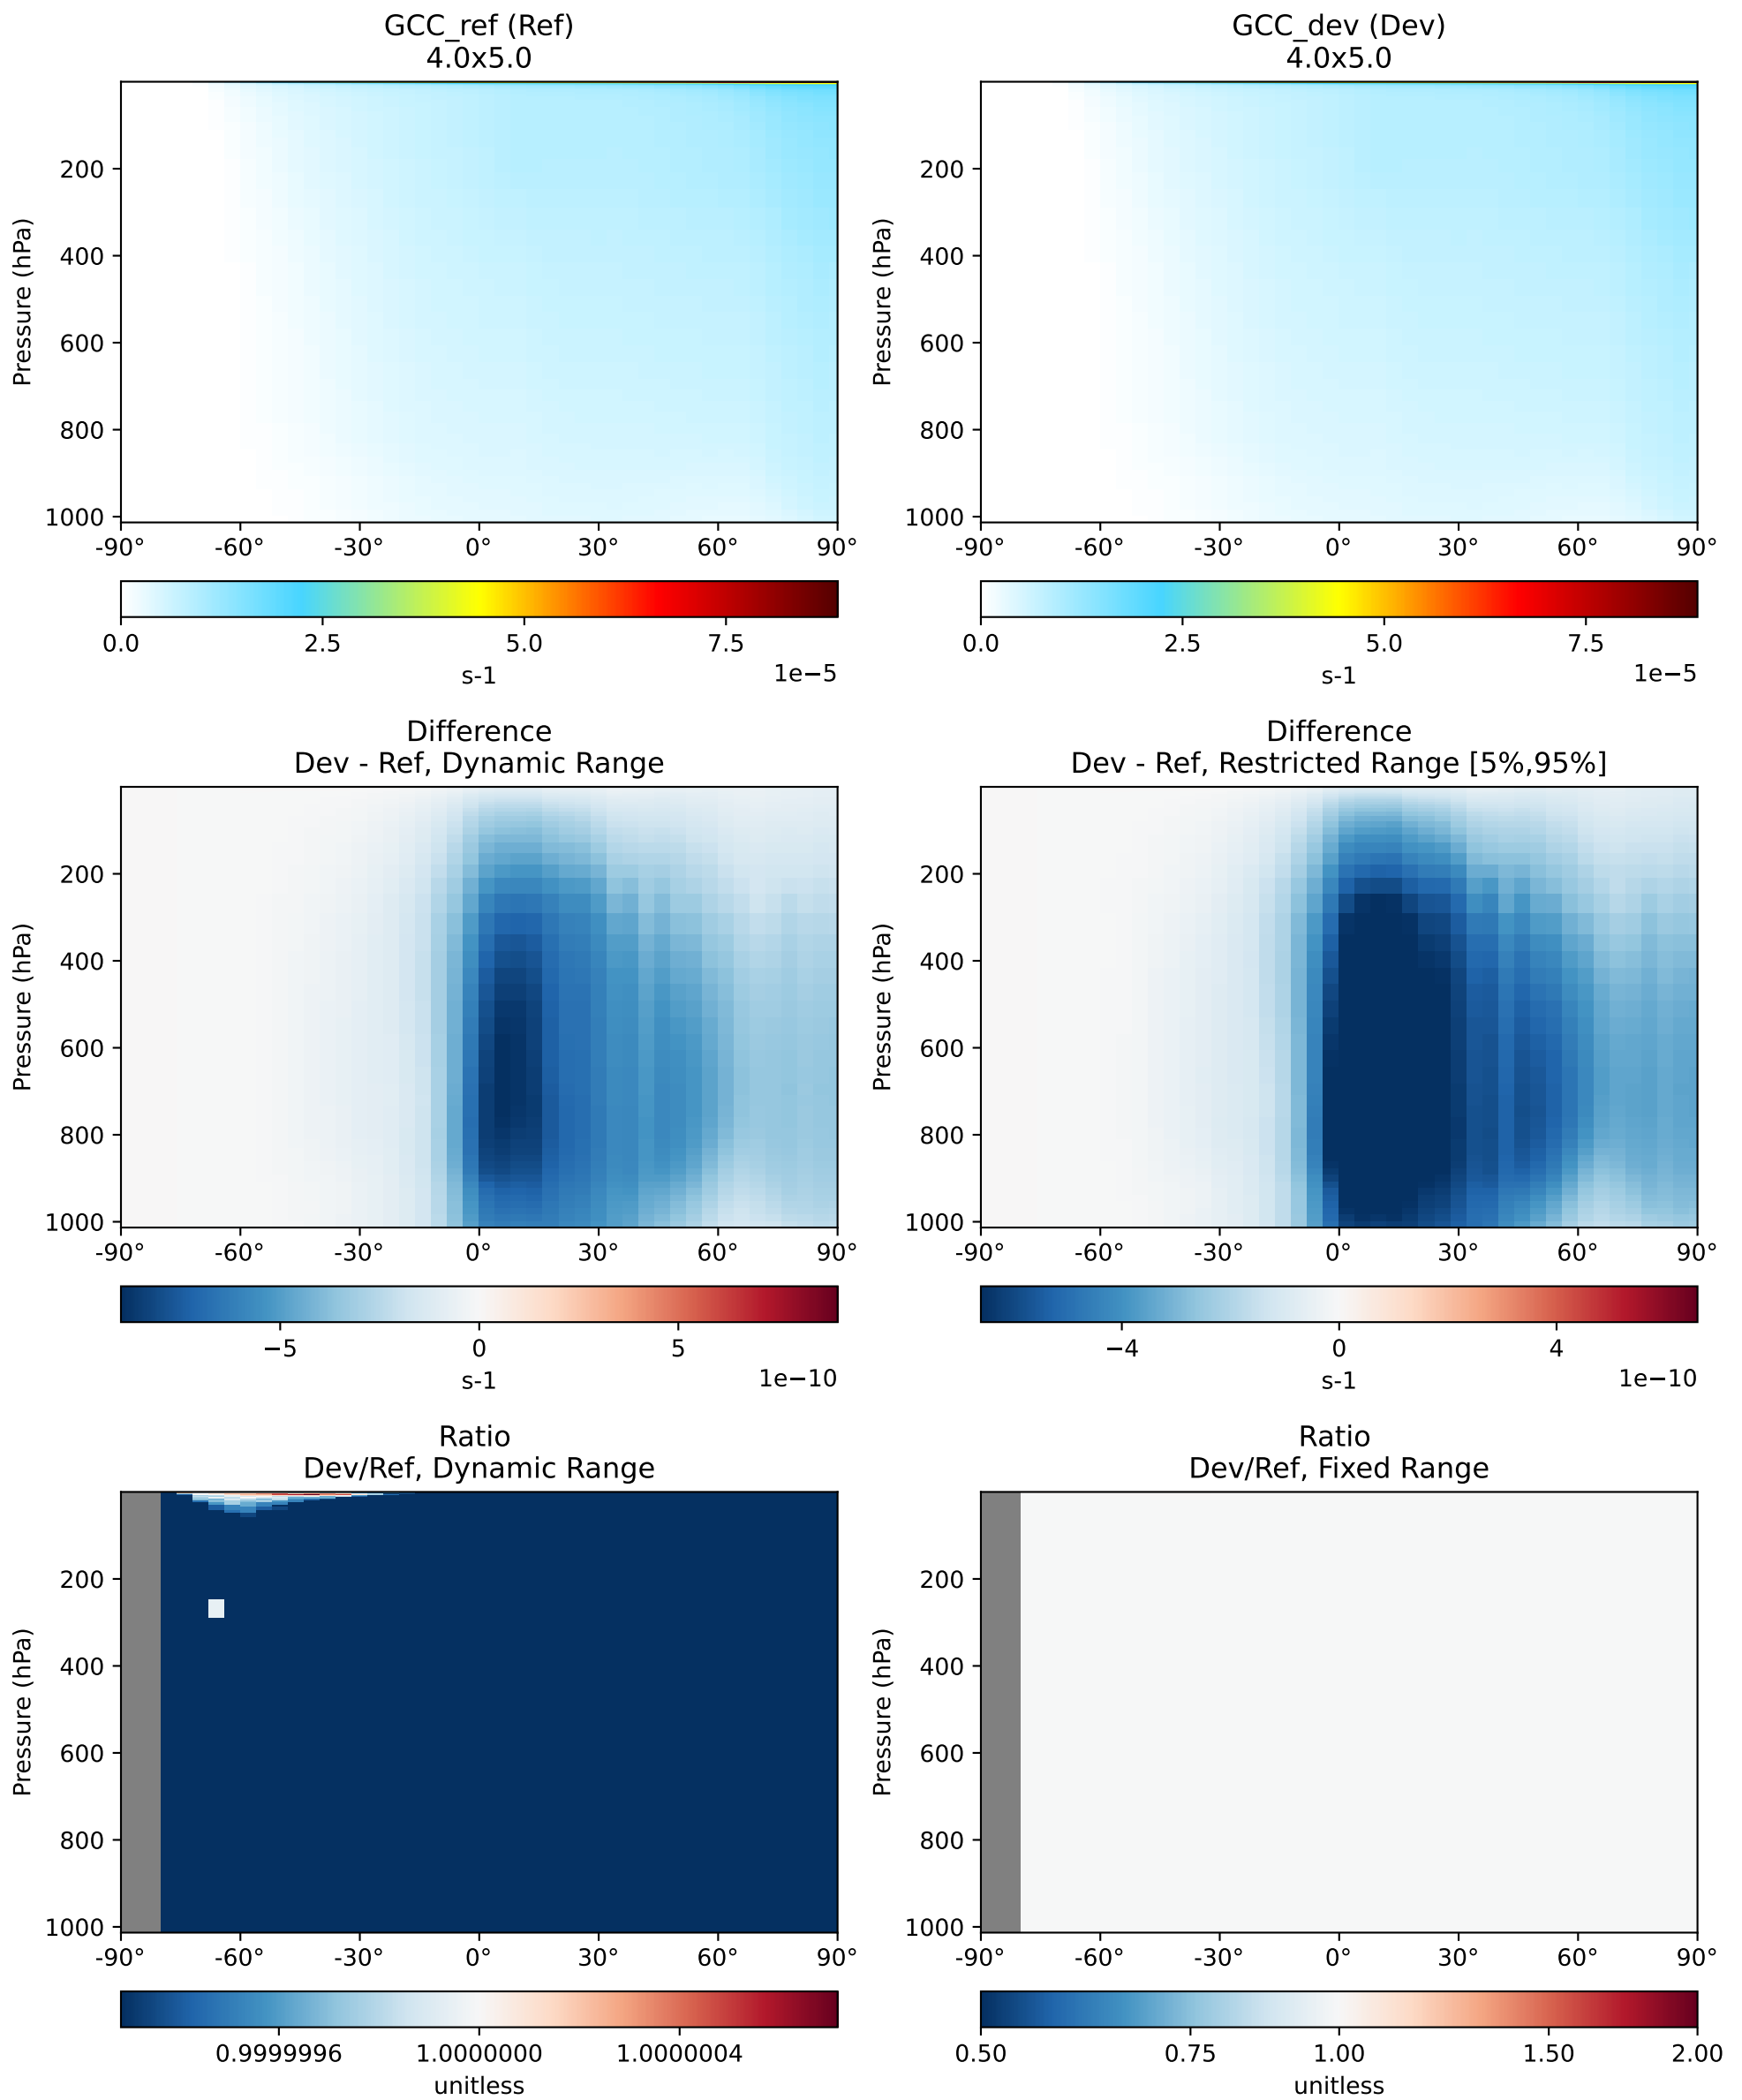 GCC_ref (Ref)
4.0x5.0
GCC_dev (Dev)
4.0x5.0
Pressure (hPa)
200
400
600
800
1000
-90° -60° -30° 0° 30° 60° 90°
0.0 2.5 5.0 7.5
s-1
1e−5
Pressure (hPa)
200
400
600
800
1000
-90° -60° -30° 0° 30° 60° 90°
0.0 2.5 5.0 7.5
s-1
1e−5
Difference
Dev - Ref, Dynamic Range
Pressure (hPa)
200
400
600
800
1000
-90° -60° -30° 0° 30° 60° 90°
−5 0 5
s-1
1e−10
Difference
Dev - Ref, Restricted Range [5%,95%]
Pressure (hPa)
200
400
600
800
1000
-90° -60° -30° 0° 30° 60° 90°
−4 0 4
s-1
1e−10
Ratio
Dev/Ref, Dynamic Range
Pressure (hPa)
200
400
600
800
1000
-90° -60° -30° 0° 30° 60° 90°
0.9999996 1.0000000 1.0000004
unitless
Ratio
Dev/Ref, Fixed Range
Pressure (hPa)
200
400
600
800
1000
-90° -60° -30° 0° 30° 60° 90°
0.50 0.75 1.00 1.50 2.00
unitless